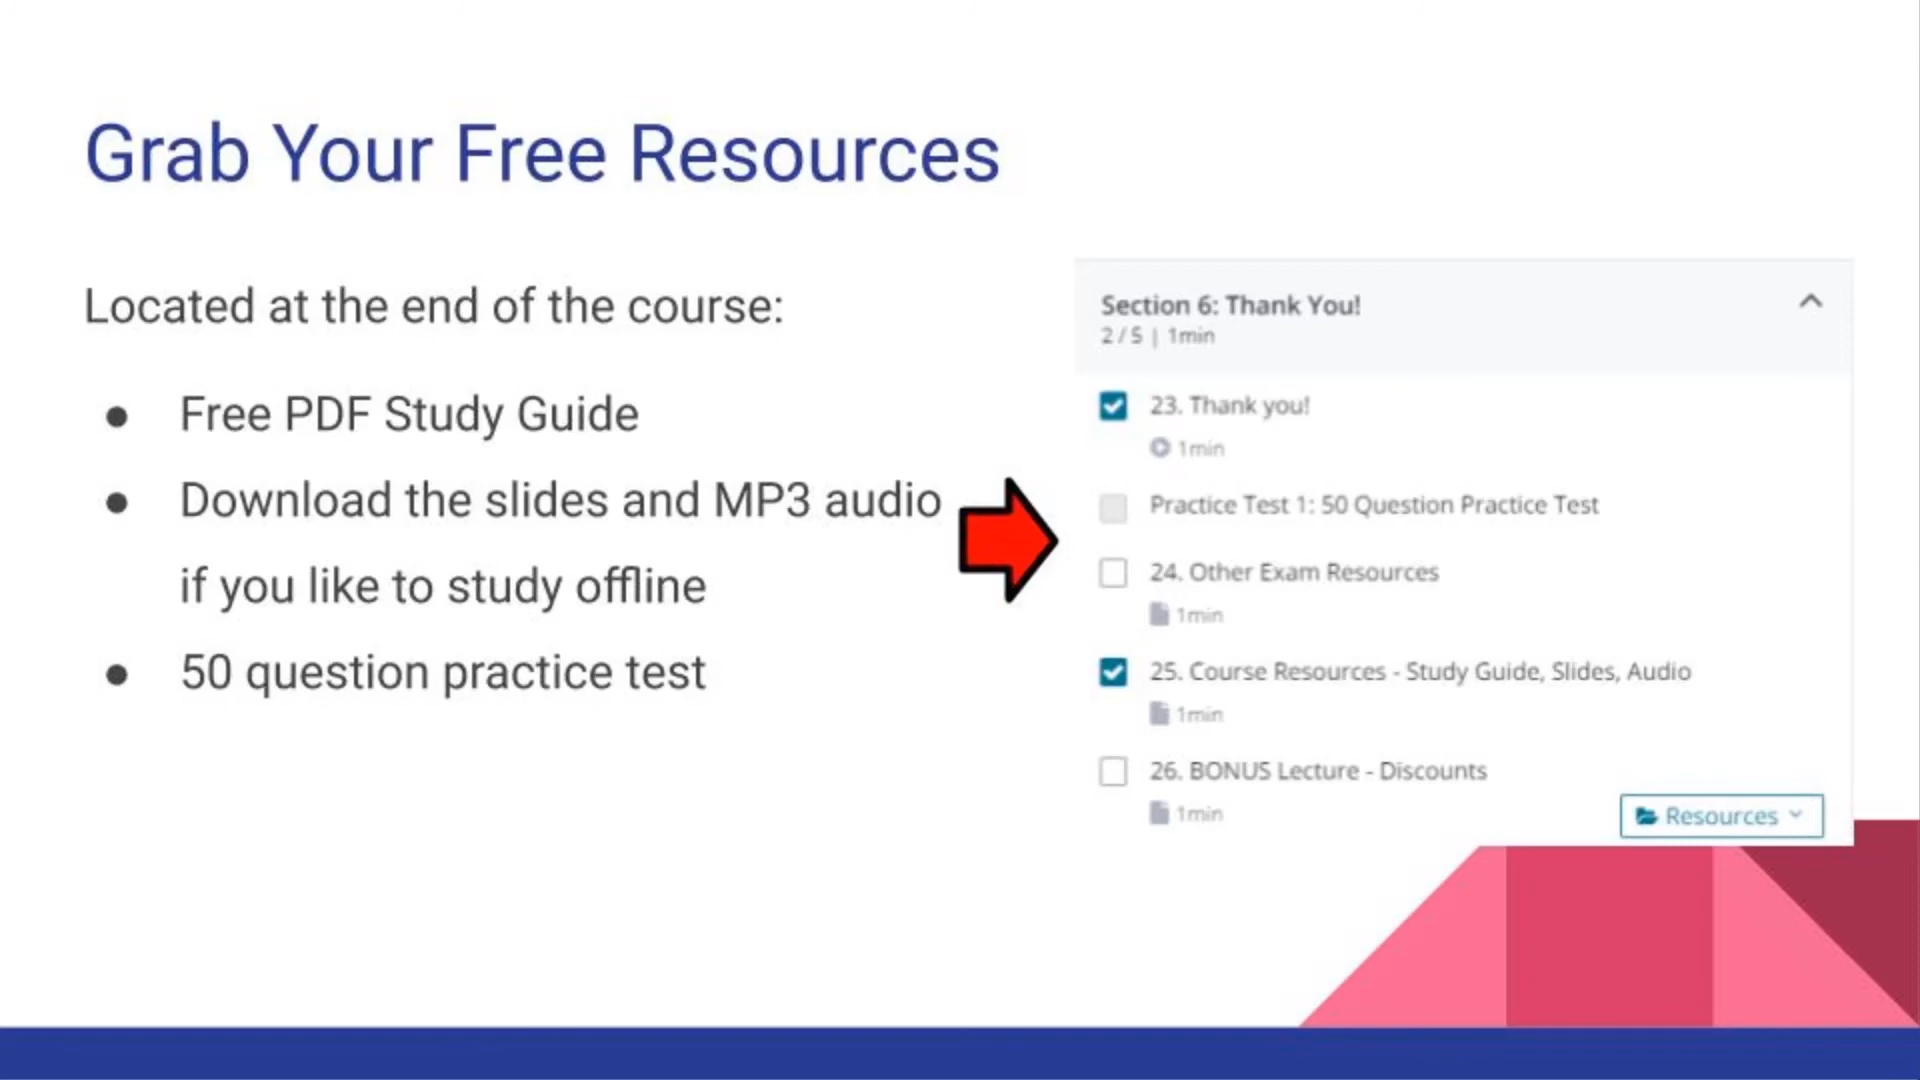 Grab Your Free Resources
Located at the end of the course:
● Free PDF Study Guide
● Download the slides and MP3 audio
if you like to study offline
● 50 question practice test
Section 6: Thank You!
2 / 5 | 1min
23. Thank you!
1min
Practice Test 1: 50 Question Practice Test
24. Other Exam Resources
1min
25. Course Resources - Study Guide, Slides, Audio
1min
26. BONUS Lecture - Discounts
1min
Resources